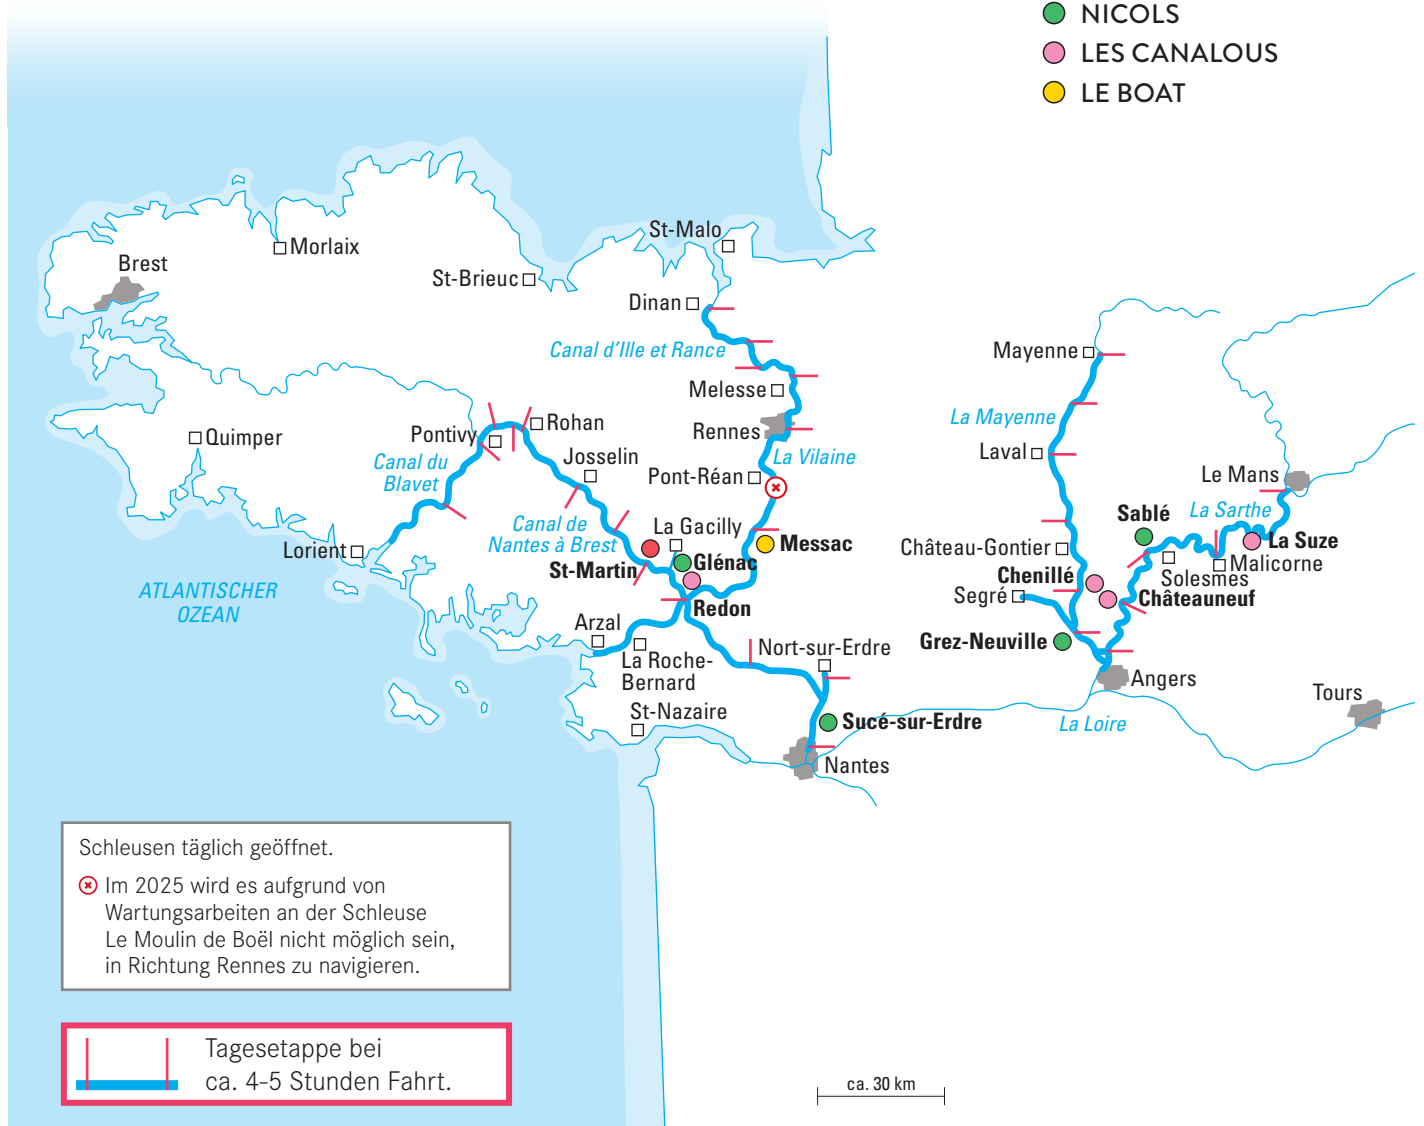 NICOLS
LES CANALOUS
LE BOAT
St-Malo
Morlaix
Brest
St-Brieuc
Dinan
Canal d'Ille et Rance
Mayenne
Melesse
La Mayenne
Rohan
Pontivy
Rennes
Quimper
Josselin
La Vilaine
Laval
Canal du
Blavet
Pont-Réan
Le Mans
La Sarthe
Sablé
Canal de
Nantes à Brest
La Gacilly
Messac
La Suze
Lorient
Château-Gontier
Glénac
St-Martin
Malicorne
Solesmes
Chenillé
Châteauneuf
Segré
ATLANTISCHER
OZEAN
Redon
Arzal
Grez-Neuville
Nort-sur-Erdre
La Roche-
Bernard
Angers
Tours
St-Nazaire
Sucé-sur-Erdre
La Loire
Nantes
Schleusen täglich geöffnet.
Im 2025 wird es aufgrund von
Wartungsarbeiten an der Schleuse
Le Moulin de Boël nicht möglich sein,
in Richtung Rennes zu navigieren.
Tagesetappe bei
ca. 4-5 Stunden Fahrt.
ca. 30 km